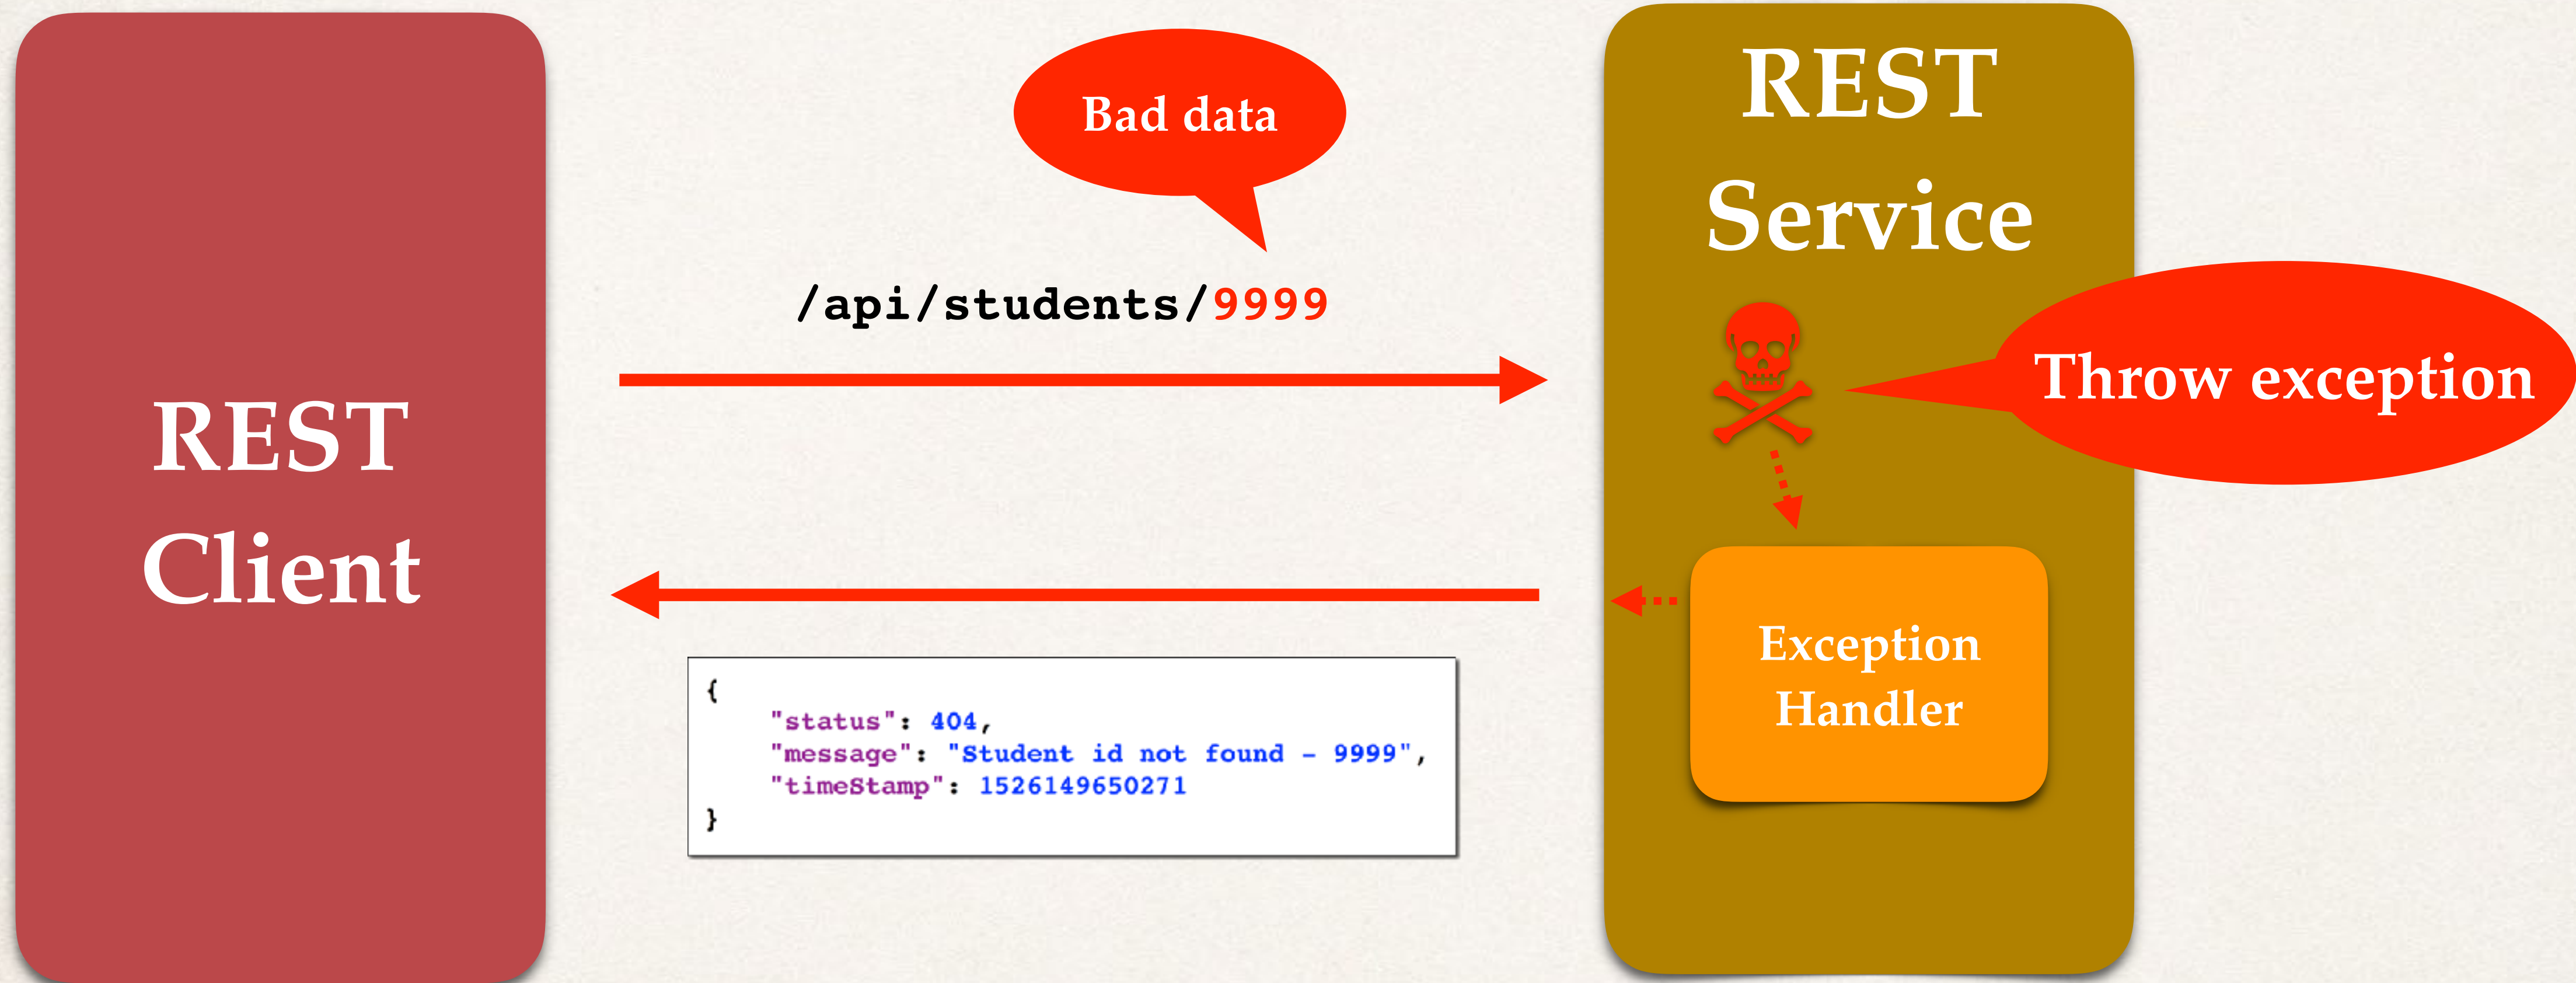 REST
Client
Bad data
/api/students/9999
REST
Service
Throw exception
Exception
Handler
{
"status": 404,
"message": "Student id not found - 9999",
"timeStamp": 1526149650271
}